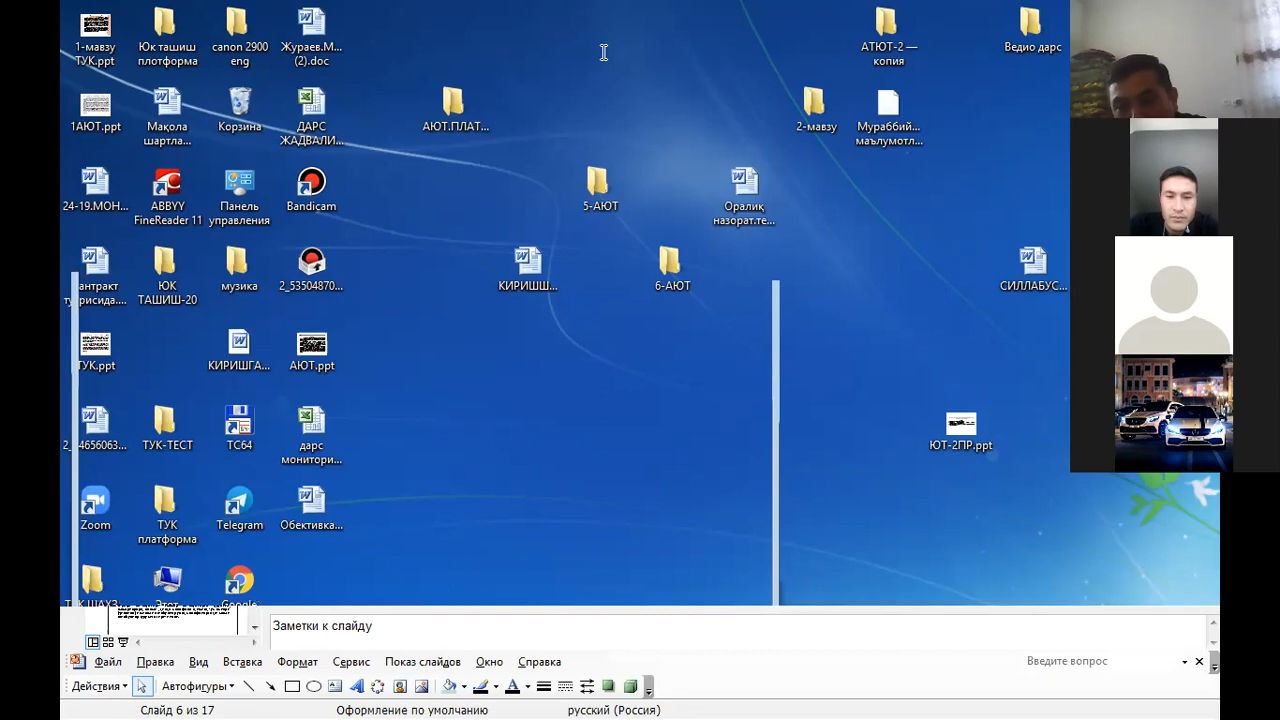 1-мавзу
ТУК.ppt
Юк ташиш
плотформа
canon 2900
eng
Жураев.М...
(2).doc
АТЮТ-2 —
копия
Ведио дарс
1АЮТ.ppt
Мақола
шартла...
Корзина
ДАРС
ЖАДВАЛИ...
АЮТ.ПЛАТ...
2-мавзу
Мураббий...
маълумотл...
24-19.МОН...
ABBYY
FineReader 11
Панель
управления
Bandicam
5-АЮТ
Оралиқ
назорат.те...
антракт
ЮК
ТАШИШ-20
музика
2_53504870...
КИРИШШ...
6-АЮТ
СИЛЛАБУС...
ТУК.ppt
КИРИШГА...
АЮТ.ppt
ТУК-ТЕСТ
TC64
дарс
монитори...
ЮТ-2ПР.ppt
Zoom
ТУК
платформа
Telegram
Обективка...
Google
Заметки к слайду
Файл Правка Вид Вставка Формат Сервис Показ слайдов Окно Справка
Введите вопрос
Действия Автофигуры
Слайд 6 из 17
Оформление по умолчанию
русский (Россия)